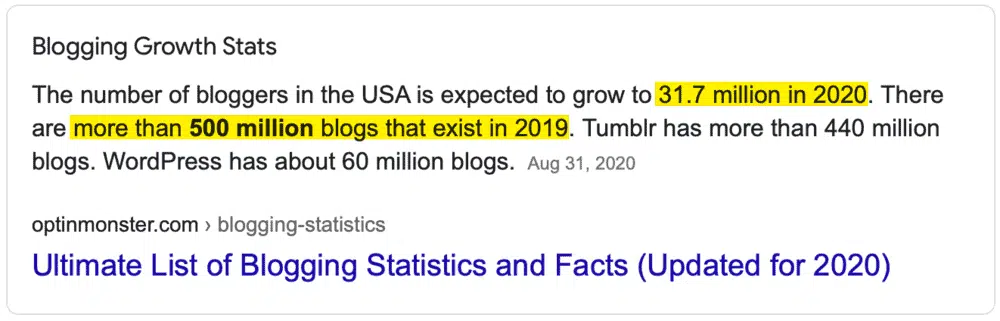 Blogging Growth Stats
The number of bloggers in the USA is expected to grow to 31.7 million in 2020. There
are more than 500 million blogs that exist in 2019. Tumblr has more than 440 million
blogs. WordPress has about 60 million blogs. Aug 31, 2020
optinmonster.com › blogging-statistics
Ultimate List of Blogging Statistics and Facts (Updated for 2020)